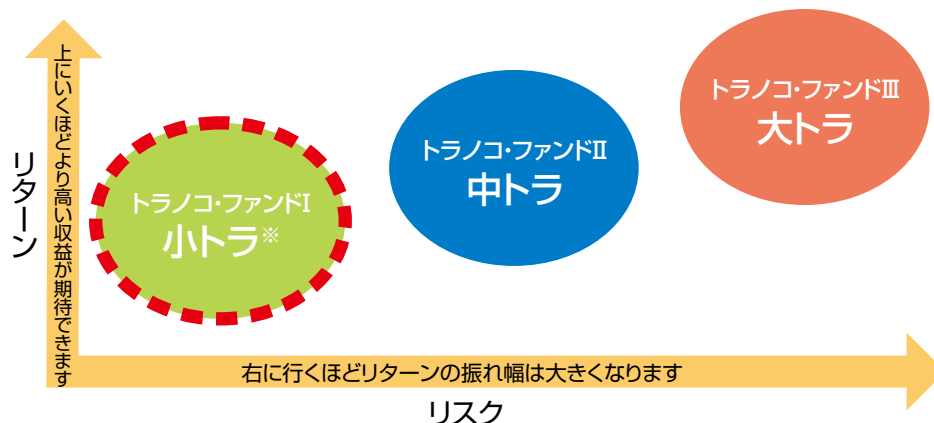 リターン
上にいくほどより高い収益が期待できます
トラノコ・ファンドⅠ
小トラ※
トラノコ・ファンドⅡ
中トラ
トラノコ・ファンドⅢ
大トラ
右に行くほどリターンの振れ幅は大きくなります
リスク